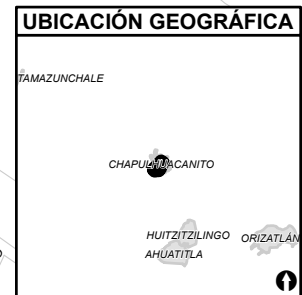 UBICACIÓN GEOGRÁFICA
TAMAZUNCHALE
CHAPULHUACANITO
HUITZITZILINGO
ORIZATLÁN
AHUATITLA